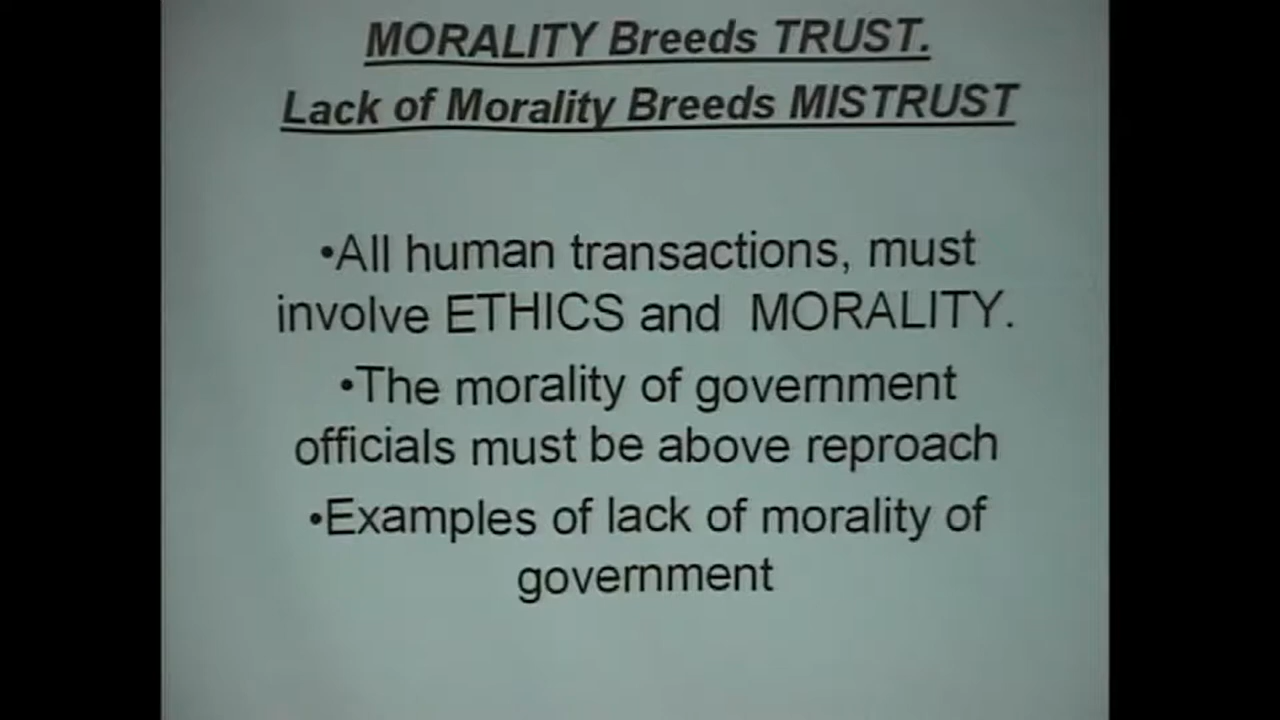 MORALITY Breeds TRUST.
Lack of Morality Breeds MISTRUST
•All human transactions, must
involve ETHICS and MORALITY.
•The morality of government
officials must be above reproach
•Examples of lack of morality of
government